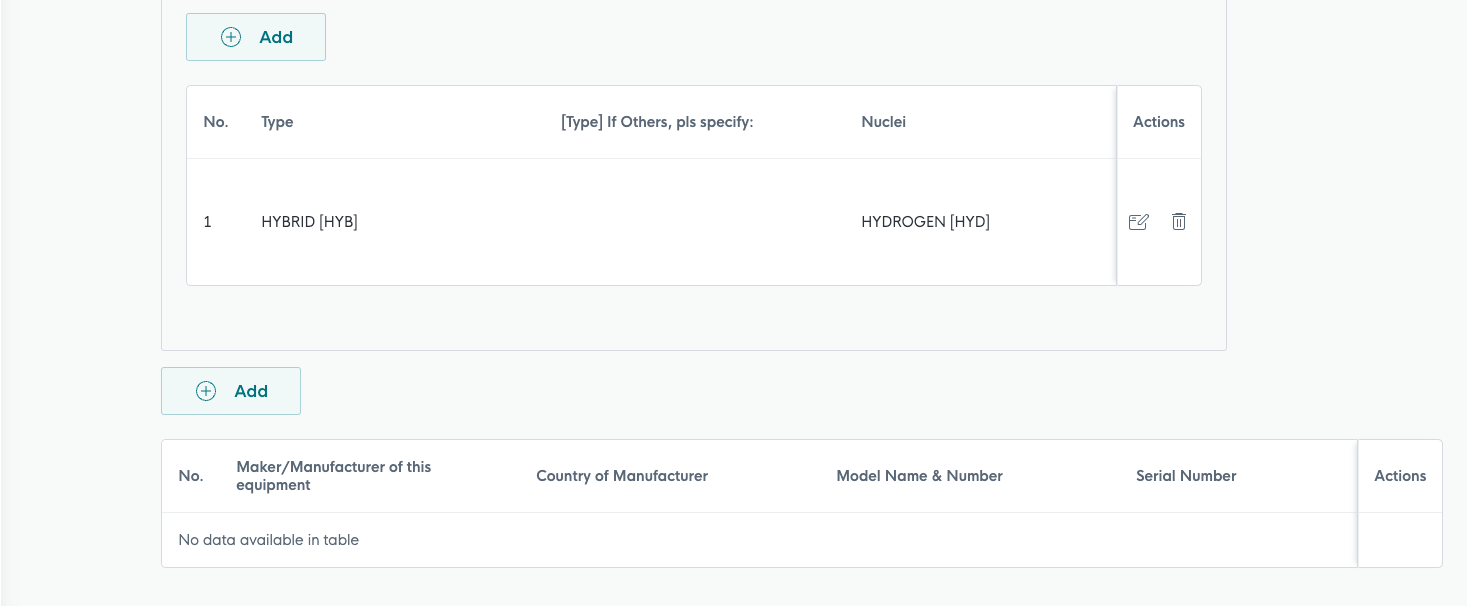 Add
No. Type [Type] If Others, pls specify: Nuclei Actions
1 HYBRID [HYB] HYDROGEN [HYD]
Add
No. Maker/Manufacturer of this equipment Country of Manufacturer Model Name & Number Serial Number Actions
No data available in table